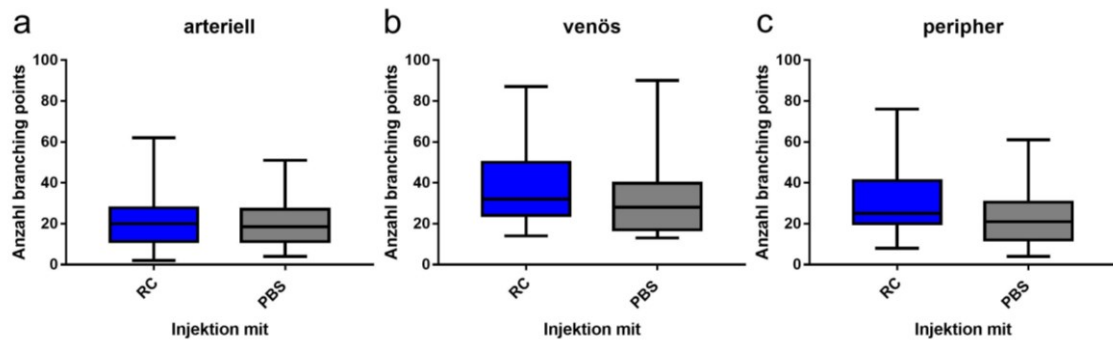 a
arteriell
Anzahl branching points
100
80
60
40
20
0
RC
PBS
Injektion mit
b
venös
Anzahl branching points
100
80
60
40
20
0
RC
PBS
Injektion mit
c
peripher
Anzahl branching points
100
80
60
40
20
0
RC
PBS
Injektion mit